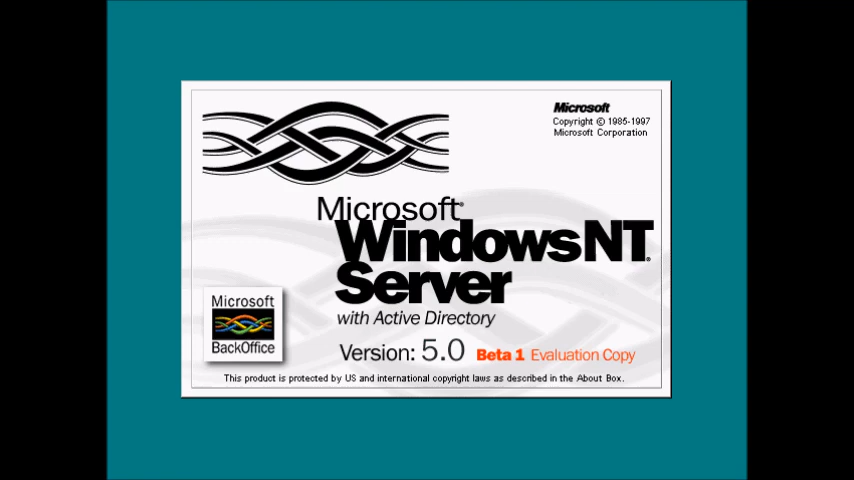 Microsoft
Copyright © 1985-1997
Microsoft Corporation
Microsoft®
Windows NT®
Server
with Active Directory
Microsoft
BackOffice
Version: 5.0 Beta 1 Evaluation Copy
This product is protected by US and international copyright laws as described in the About Box.